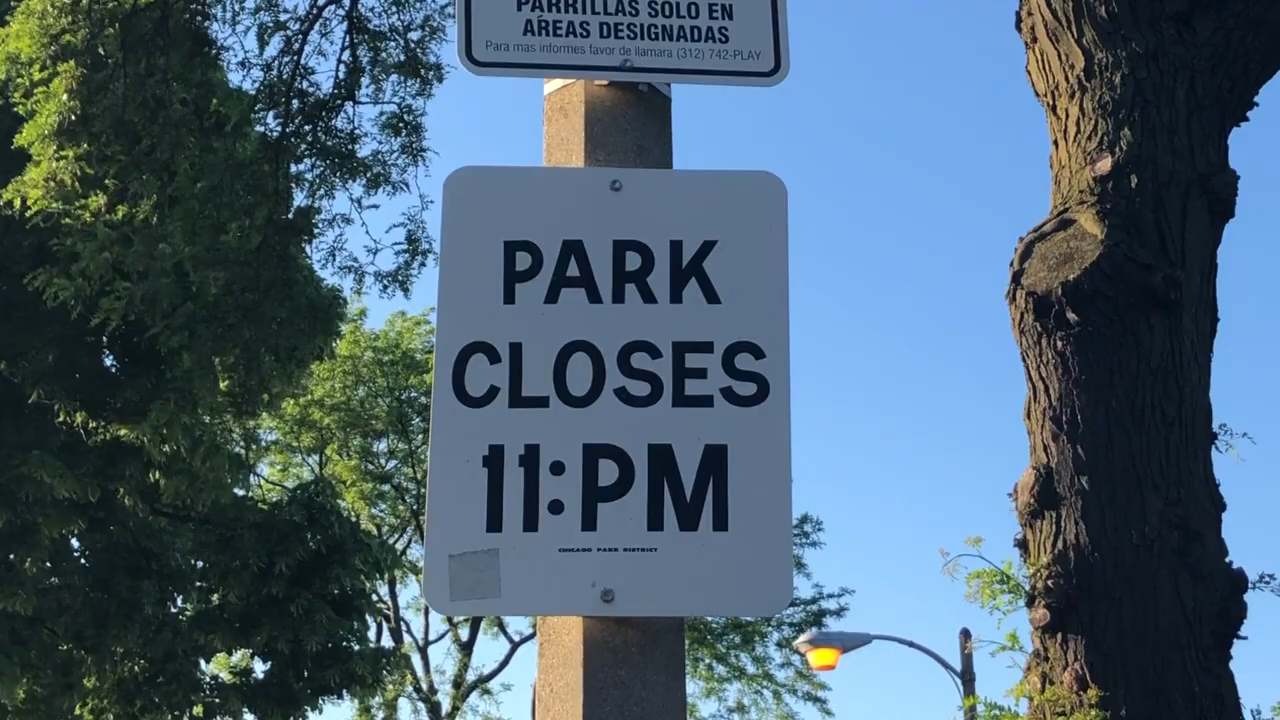 PARRILLAS SOLO EN
AREAS DESIGNADAS
Para mas informes favor de llamara (312) 742-PLAY
PARK
CLOSES
11:PM
CHICAGO PARK DISTRICT